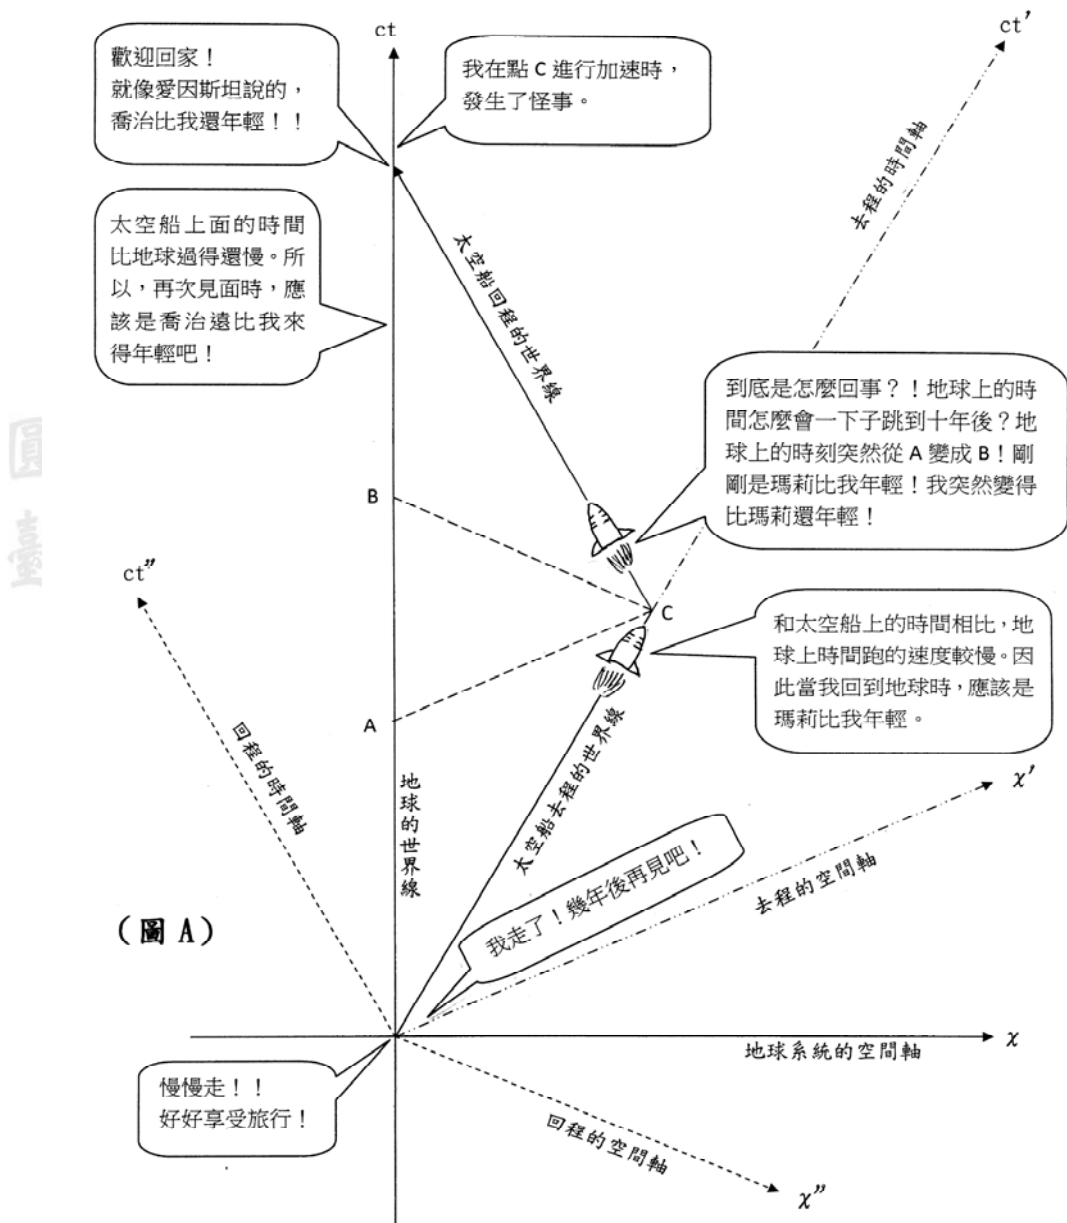 ct
ct′
歡迎回家！
就像愛因斯坦說的，
喬治比我還年輕！！
我在點 C 進行加速時，
發生了怪事。
去程的時間軸
太空船上面的時間
比地球過得還慢。所
以，再次見面時，應
該是喬治遠比我來
得年輕吧！
太空船回程的世界線
到底是怎麼回事？！地球上的時
間怎麼會一下子跳到十年後？地
球上的時刻突然從 A 變成 B！剛
剛是瑪莉比我年輕！我突然變得
比瑪莉還年輕！
圓
臺
B
ct″
C
和太空船上的時間相比，地
球上時間跑的速度較慢。因
此當我回到地球時，應該是
瑪莉比我年輕。
A
回程的時間軸
地球的世界線
太空船去程的世界線
χ′
去程的空間軸
我走了！幾年後再見吧！
(圖 A)
χ
地球系統的空間軸
慢慢走！！
好好享受旅行！
回程的空間軸
χ″